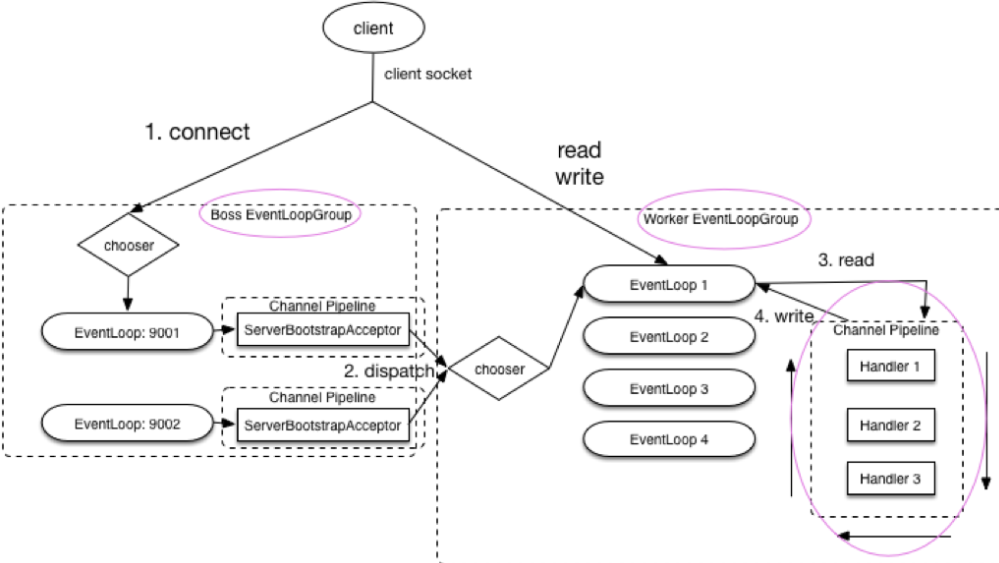 client
client socket
1. connect
read
write
Boss EventLoopGroup
Worker EventLoopGroup
chooser
EventLoop: 9001
Channel Pipeline
ServerBootstrapAcceptor
2. dispatch
EventLoop: 9002
Channel Pipeline
ServerBootstrapAcceptor
chooser
EventLoop 1
EventLoop 2
EventLoop 3
EventLoop 4
3. read
4. write
Channel Pipeline
Handler 1
Handler 2
Handler 3